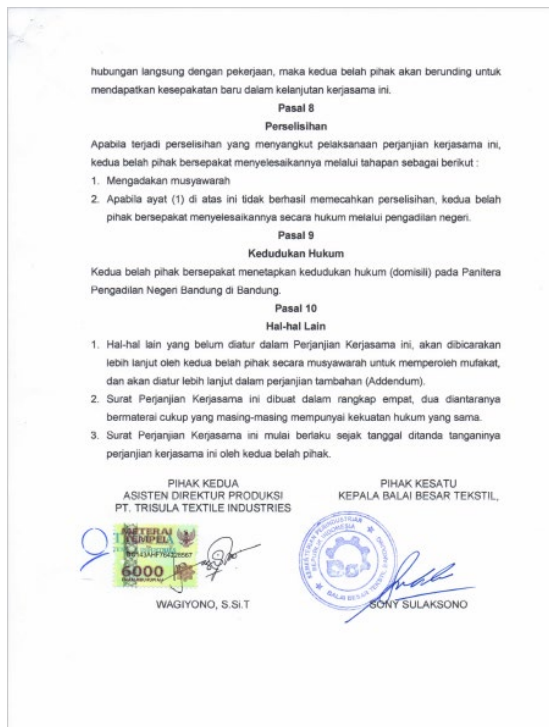 hubungan langsung dengan pekerjaan, maka kedua belah pihak akan berunding untuk
mendapatkan kesepakatan baru dalam kelanjutan kerjasama ini.
Pasal 8
Perselisihan
Apabila terjadi perselisihan yang menyangkut pelaksanaan perjanjian kerjasama ini,
kedua belah pihak bersepakat menyelesaikannya melalui tahapan sebagai berikut :
1. Mengadakan musyawarah
2. Apabila ayat (1) di atas ini tidak berhasil memecahkan perselisihan, kedua belah
pihak bersepakat menyelesaikannya secara hukum melalui pengadilan negeri.
Pasal 9
Kedudukan Hukum
Kedua belah pihak bersepakat menetapkan kedudukan hukum (domisili) pada Panitera
Pengadilan Negeri Bandung di Bandung.
Pasal 10
Hal-hal Lain
1. Hal-hal lain yang belum diatur dalam Perjanjian Kerjasama ini, akan dibicarakan
lebih lanjut oleh kedua belah pihak secara musyawarah untuk memperoleh mufakat,
dan akan diatur lebih lanjut dalam perjanjian tambahan (Addendum).
2. Surat Perjanjian Kerjasama ini dibuat dalam rangkap empat, dua diantaranya
bermaterai cukup yang masing-masing mempunyai kekuatan hukum yang sama.
3. Surat Perjanjian Kerjasama ini mulai berlaku sejak tanggal ditanda tanganinya
perjanjian kerjasama ini oleh kedua belah pihak.
PIHAK KEDUA
ASISTEN DIREKTUR PRODUKSI
PT. TRISULA TEXTILE INDUSTRIES
METERAI
TEMPEL
6000
WAGIYONO, S.Si.T
PIHAK KESATU
KEPALA BALAI BESAR TEKSTIL,
KEMENTERIAN PERINDUSTRIAN
REPUBLIK INDONESIA
BALAI BESAR TEKSTIL
SONY SULAKSONO